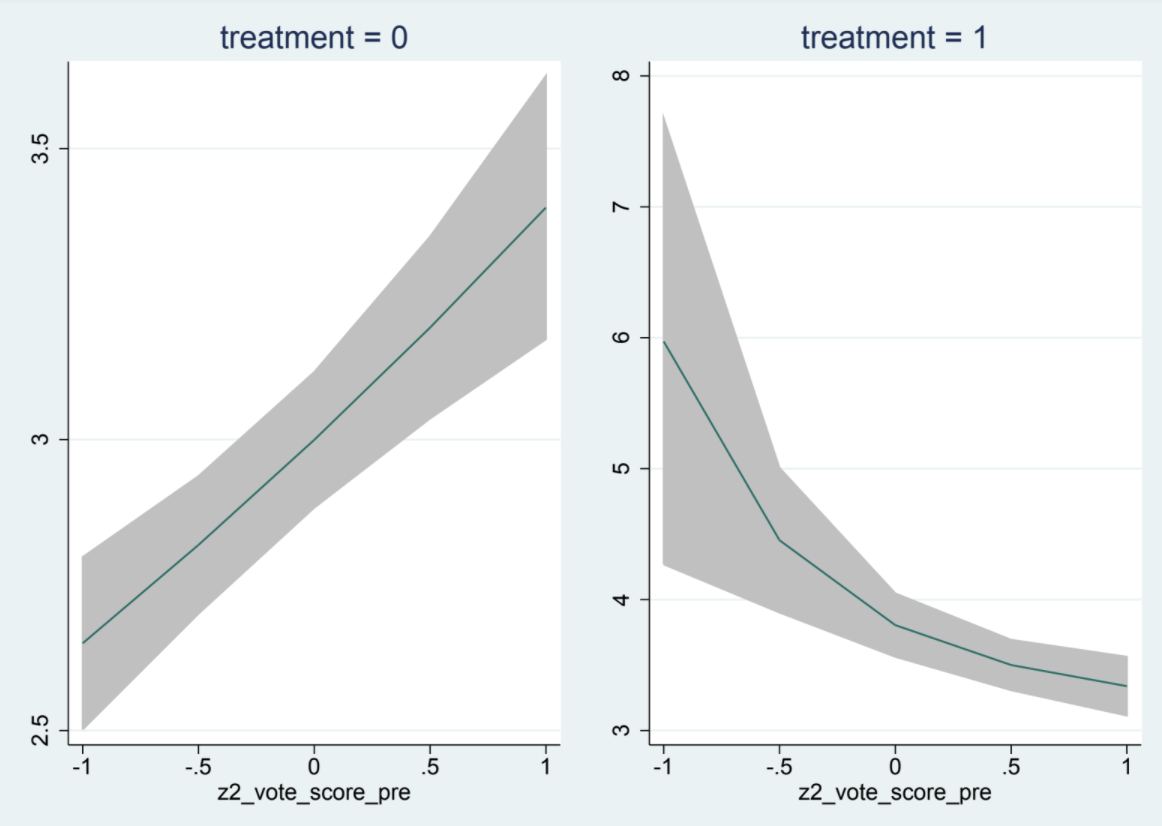 treatment = 0
3.5
3
2.5
-1 -.5 0 .5 1
z2_vote_score_pre
treatment = 1
8
7
6
5
4
3
-1 -.5 0 .5 1
z2_vote_score_pre